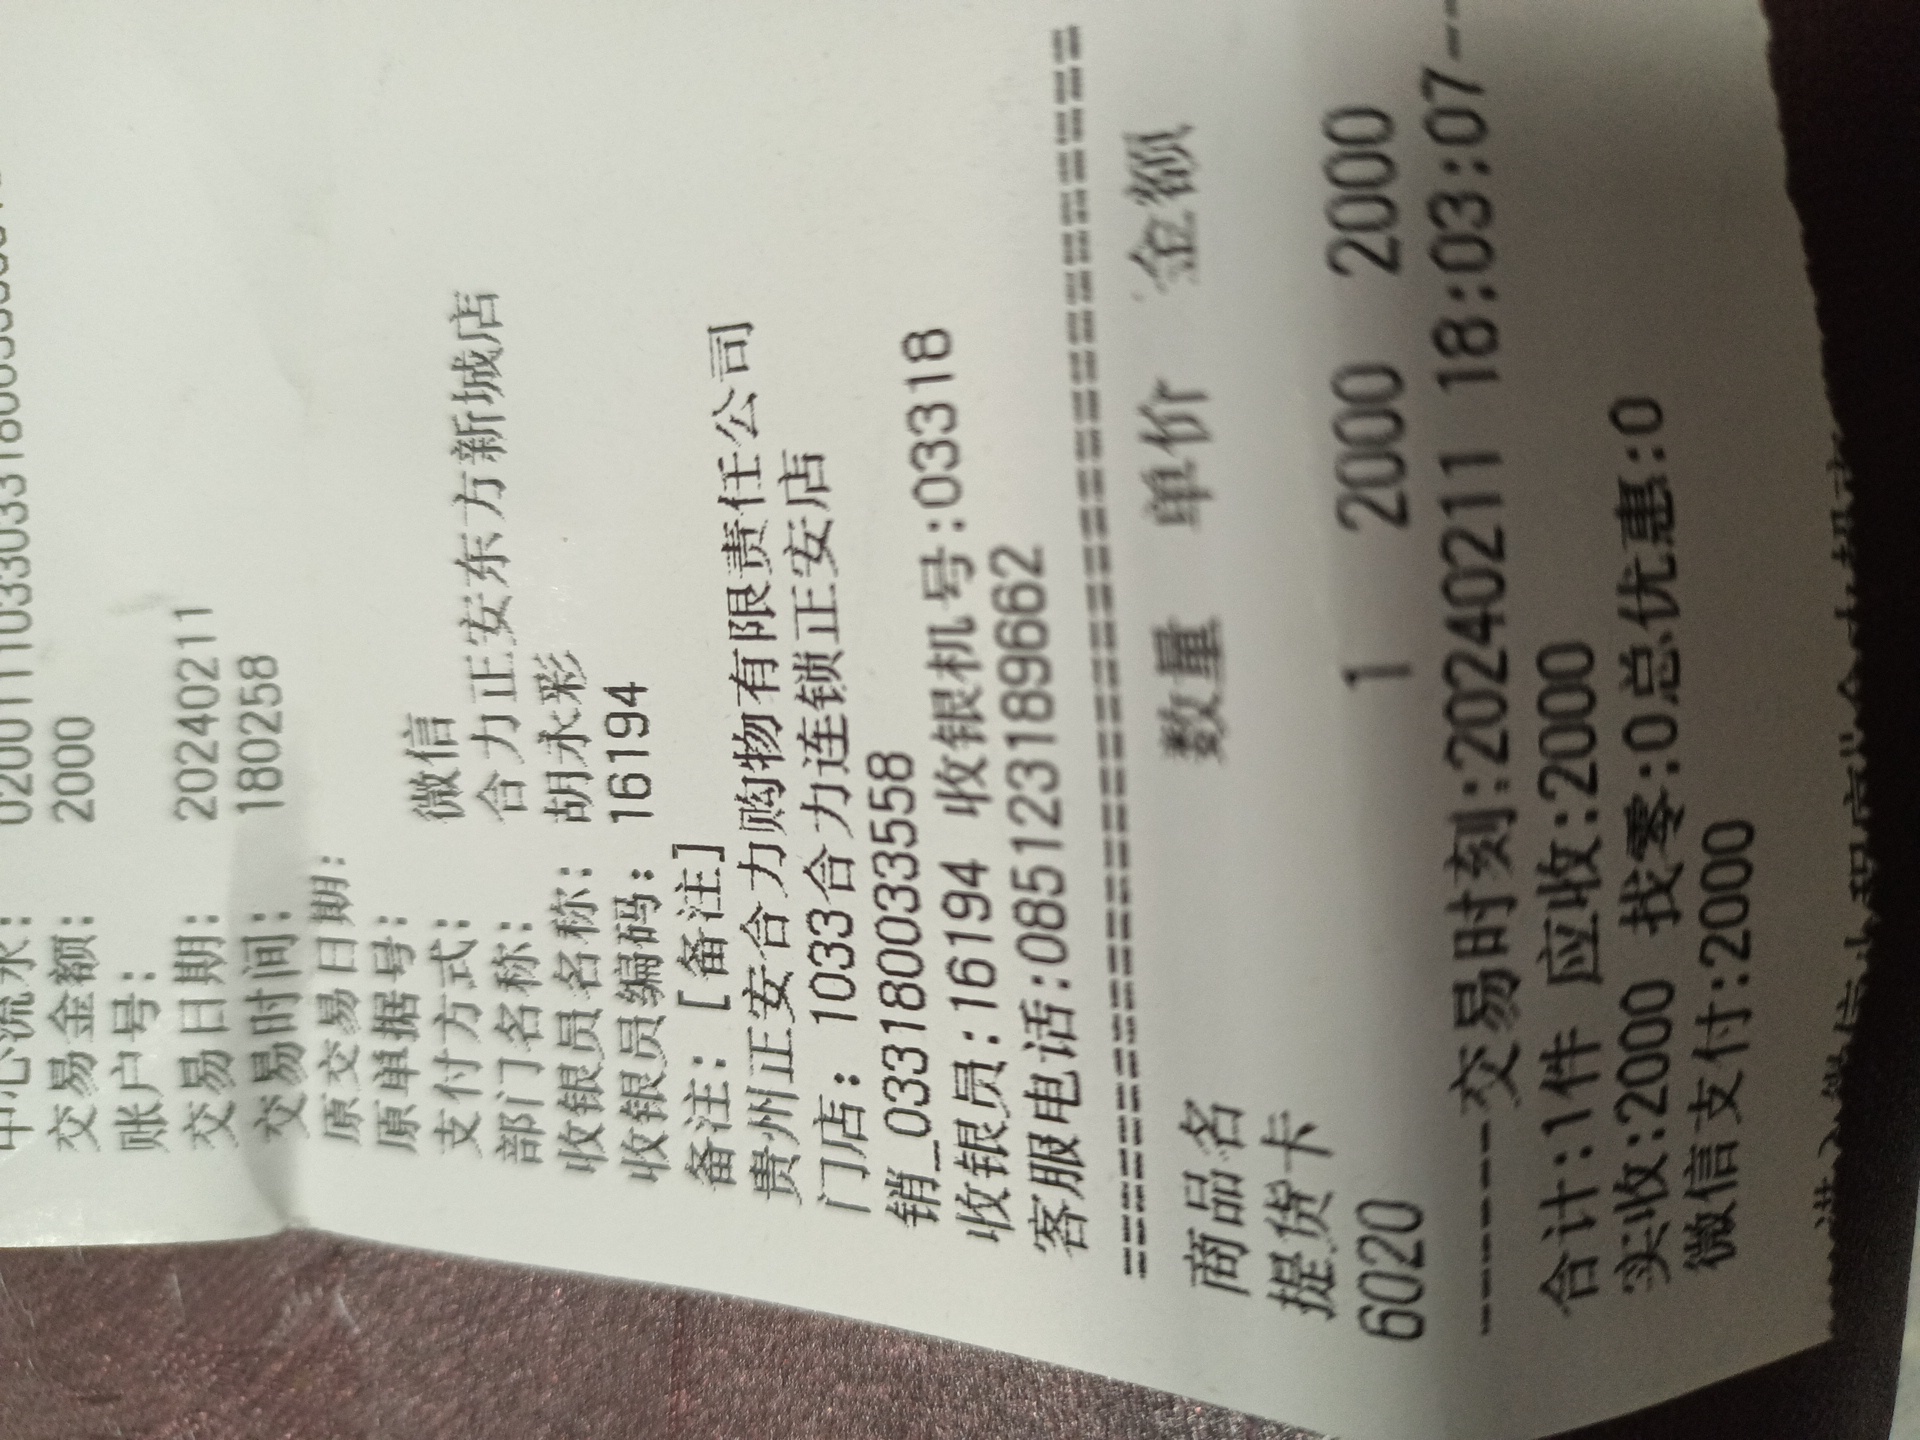 交易金额: 2000
账户号:
交易日期: 20240211
交易时间: 180258
原交易日期:
原单据号:
支付方式: 微信
部门名称: 合力正安东方新城店
收银员名称: 胡永彩
收银员编码: 16194
备注: [备注]
贵州正安合力购物有限责任公司
门店: 1033合力连锁正安店
销_033180033558
收银员:16194 收银机号:03318
客服电话:085123189662
商品名 数量 单价 金额
提货卡
6020 1 2000 2000
-----交易时刻:20240211 18:03:07--
合计:1件 应收:2000
实收:2000 找零:0总优惠:0
微信支付:2000